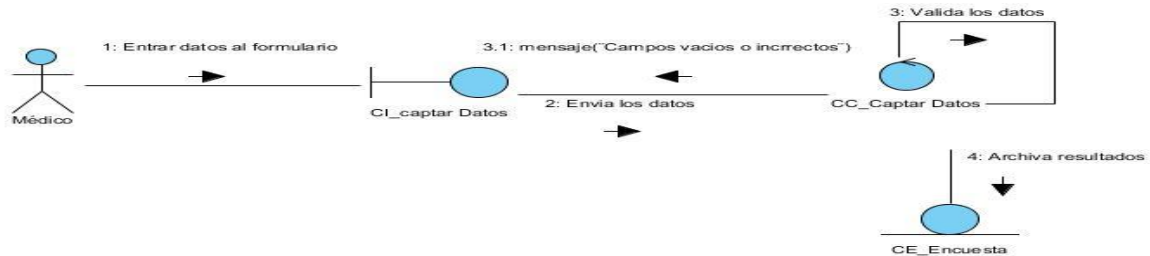 3: Valida los datos
1: Entrar datos al formulario
3.1: mensaje("Campos vacios o incrrectos")
Médico
CI_captar Datos
2: Envia los datos
CC_Captar Datos
4: Archiva resultados
CE_Encuesta